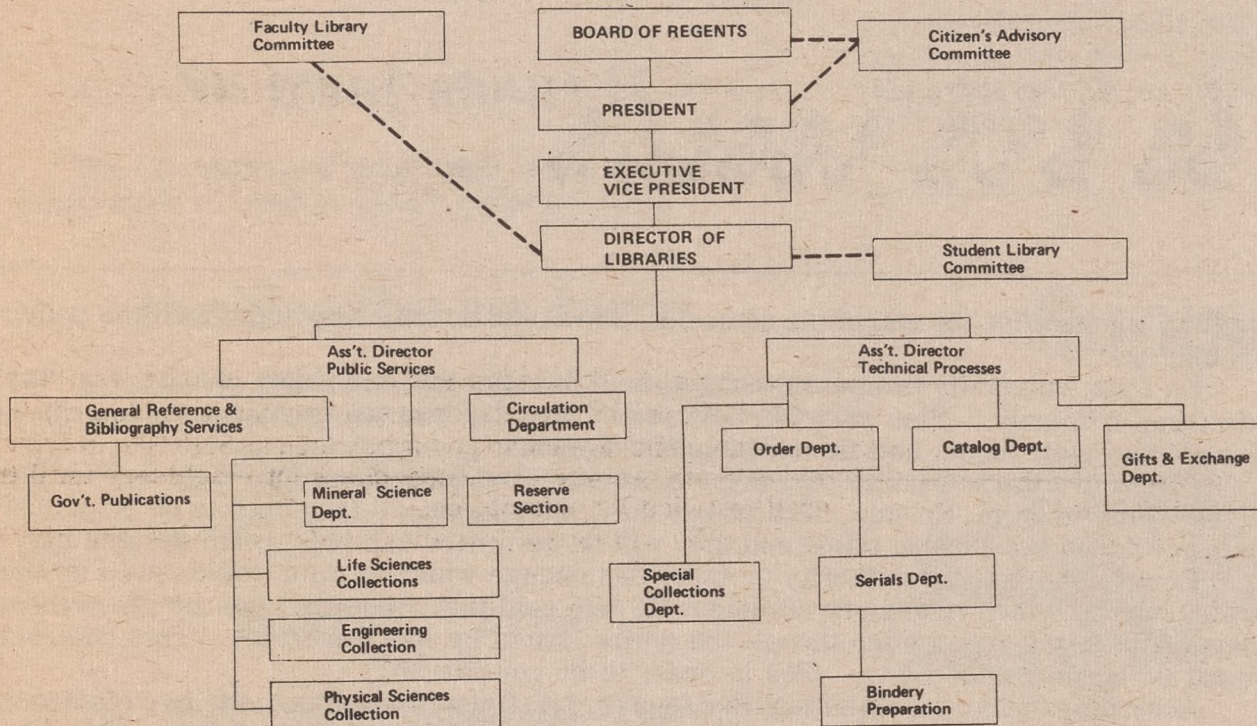 Faculty Library
Committee
BOARD OF REGENTS
Citizen's Advisory
Committee
PRESIDENT
EXECUTIVE
VICE PRESIDENT
DIRECTOR OF
LIBRARIES
Student Library
Committee
Ass't. Director
Public Services
Ass't. Director
Technical Processes
General Reference &
Bibliography Services
Circulation
Department
Order Dept.
Catalog Dept.
Gifts & Exchange
Dept.
Gov't. Publications
Mineral Science
Dept.
Reserve
Section
Life Sciences
Collections
Special
Collections
Dept.
Serials Dept.
Engineering
Collection
Physical Sciences
Collection
Bindery
Preparation